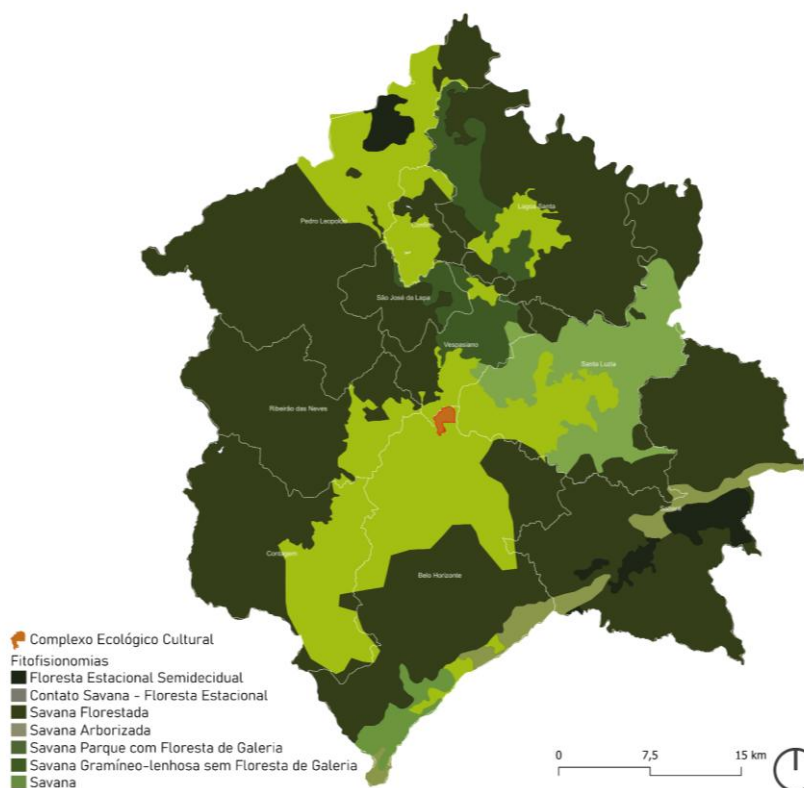 Pedro Leopoldo
Lagoa Santa
São José da Lapa
Vespasiano
Santa Luzia
Ribeirão das Neves
Contagem
Belo Horizonte
Complexo Ecológico Cultural
Fitofisionomias
Floresta Estacional Semidecidual
Contato Savana - Floresta Estacional
Savana Florestada
Savana Arborizada
Savana Parque com Floresta de Galeria
Savana Gramíneo-lenhosa sem Floresta de Galeria
Savana
0 7,5 15 km